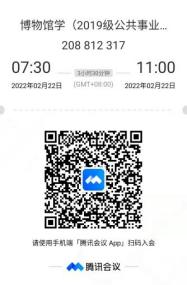 博物馆学（2019级公共事业...
208 812 317
07:30 3小时30分钟 11:00
2022年02月22日 (GMT+08:00) 2022年02月22日
请使用手机端「腾讯会议 App」扫码入会
腾讯会议